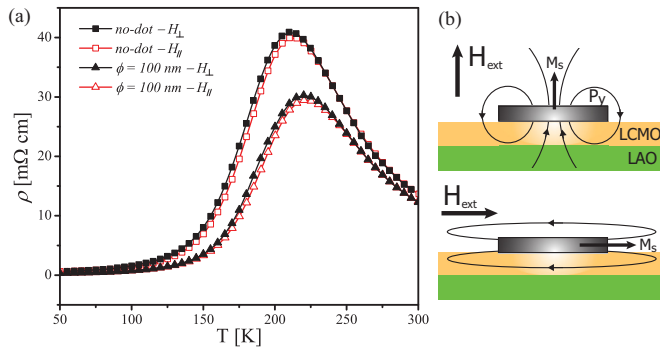 (a)
40
30
20
10
0
ρ [mΩ cm]
no-dot -H⊥
no-dot -H∥
ϕ = 100 nm -H⊥
ϕ = 100 nm -H∥
50 100 150 200 250 300
T [K]
(b)
Hext
Ms
Py
LCMO
LAO
Hext
Ms